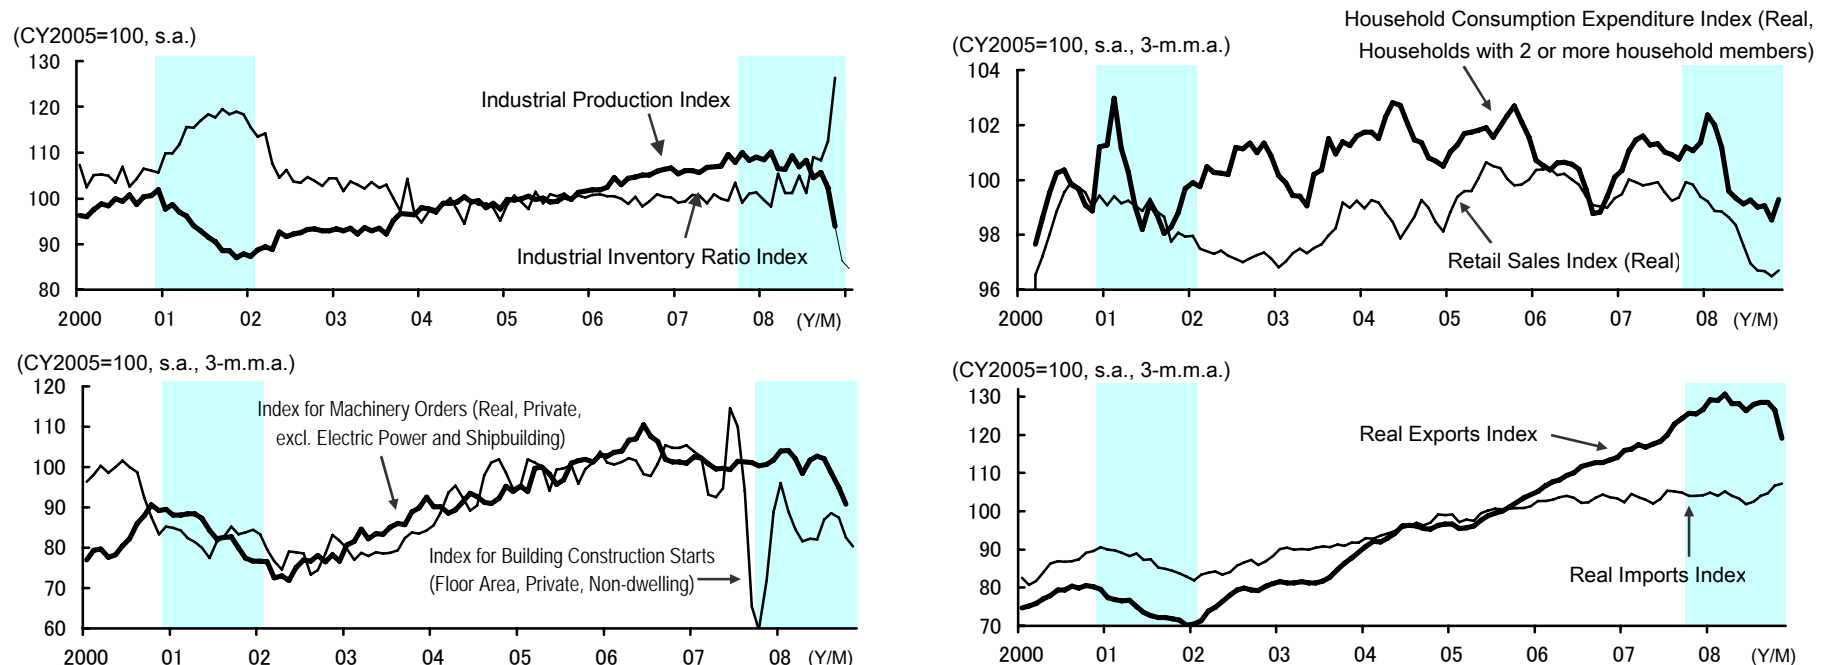 (CY2005=100, s.a.)
130
120
110
100
90
80
Industrial Production Index
Industrial Inventory Ratio Index
2000 01 02 03 04 05 06 07 08 (Y/M)
Household Consumption Expenditure Index (Real,
Households with 2 or more household members)
(CY2005=100, s.a., 3-m.m.a.)
104
102
100
98
96
Retail Sales Index (Real)
2000 01 02 03 04 05 06 07 08 (Y/M)
(CY2005=100, s.a., 3-m.m.a.)
120
110
100
90
80
70
60
Index for Machinery Orders (Real, Private,
excl. Electric Power and Shipbuilding)
Index for Building Construction Starts
(Floor Area, Private, Non-dwelling)
2000 01 02 03 04 05 06 07 08 (Y/M)
(CY2005=100, s.a., 3-m.m.a.)
130
120
110
100
90
80
70
Real Exports Index
Real Imports Index
2000 01 02 03 04 05 06 07 08 (Y/M)